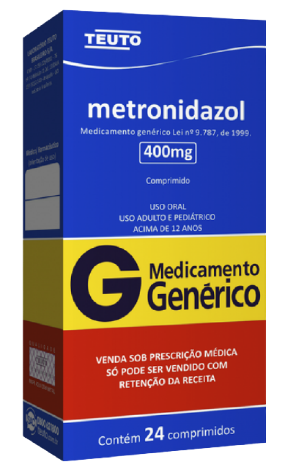 TEUTO
metronidazol
Medicamento genérico Lei nº 9.787, de 1999.
400mg
Comprimido
USO ORAL
USO ADULTO E PEDIÁTRICO
ACIMA DE 12 ANOS
G Medicamento
Genérico
VENDA SOB PRESCRIÇÃO MÉDICA
SÓ PODE SER VENDIDO COM
RETENÇÃO DA RECEITA
Contém 24 comprimidos